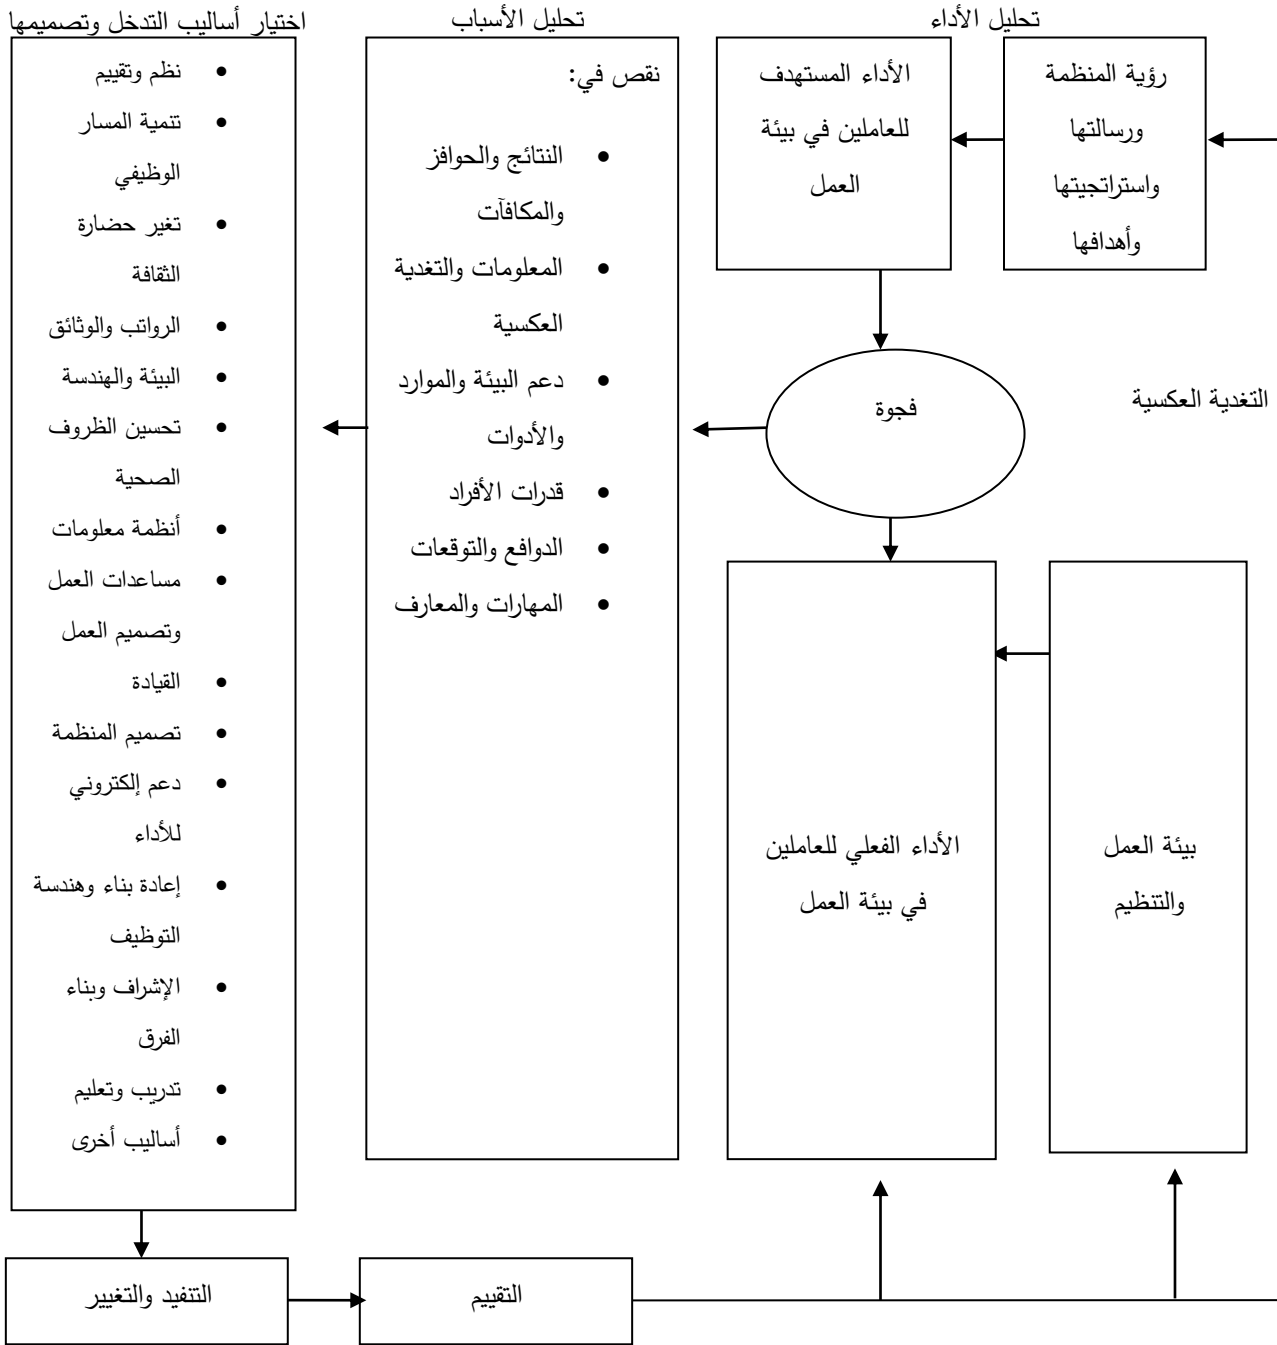 تحليل الأداء
رؤية المنظمة
ورسالتها
واستراتجيتها
وأهدافها
الأداء المستهدف
للعاملين في بيئة
العمل
التغدية العكسية
فجوة
بيئة العمل
والتنظيم
الأداء الفعلي للعاملين
في بيئة العمل
تحليل الأسباب
نقص في:
• النتائج والحوافز
والمكافآت
• المعلومات والتغدية
العكسية
• دعم البيئة والموارد
والأدوات
• قدرات الأفراد
• الدوافع والتوقعات
• المهارات والمعارف
اختيار أساليب التدخل وتصميمها
• نظم وتقييم
• تنمية المسار
الوظيفي
• تغير حضارة
الثقافة
• الرواتب والوثائق
• البيئة والهندسة
• تحسين الظروف
الصحية
• أنظمة معلومات
• مساعدات العمل
وتصميم العمل
• القيادة
• تصميم المنظمة
• دعم إلكتروني
للأداء
• إعادة بناء وهندسة
التوظيف
• الإشراف وبناء
الفرق
• تدريب وتعليم
• أساليب أخرى
التنفيد والتغيير
التقييم